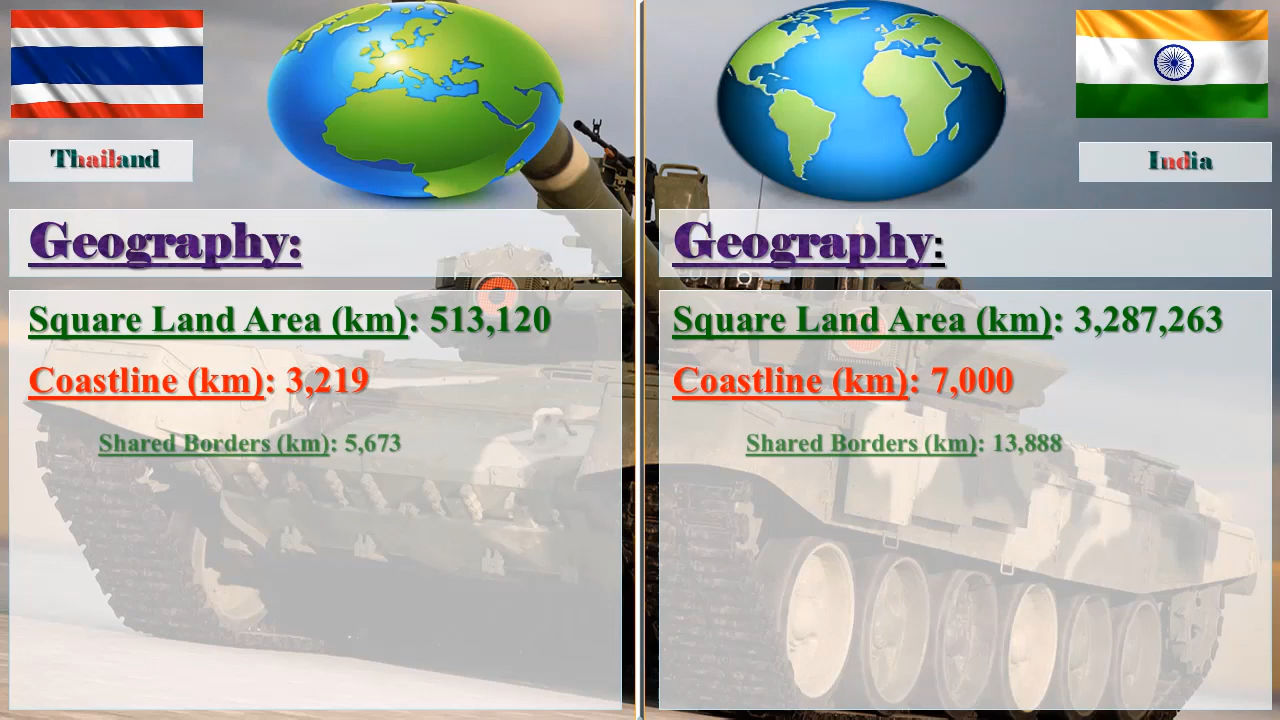 Thailand
Geography:
Square Land Area (km): 513,120
Coastline (km): 3,219
Shared Borders (km): 5,673
India
Geography:
Square Land Area (km): 3,287,263
Coastline (km): 7,000
Shared Borders (km): 13,888